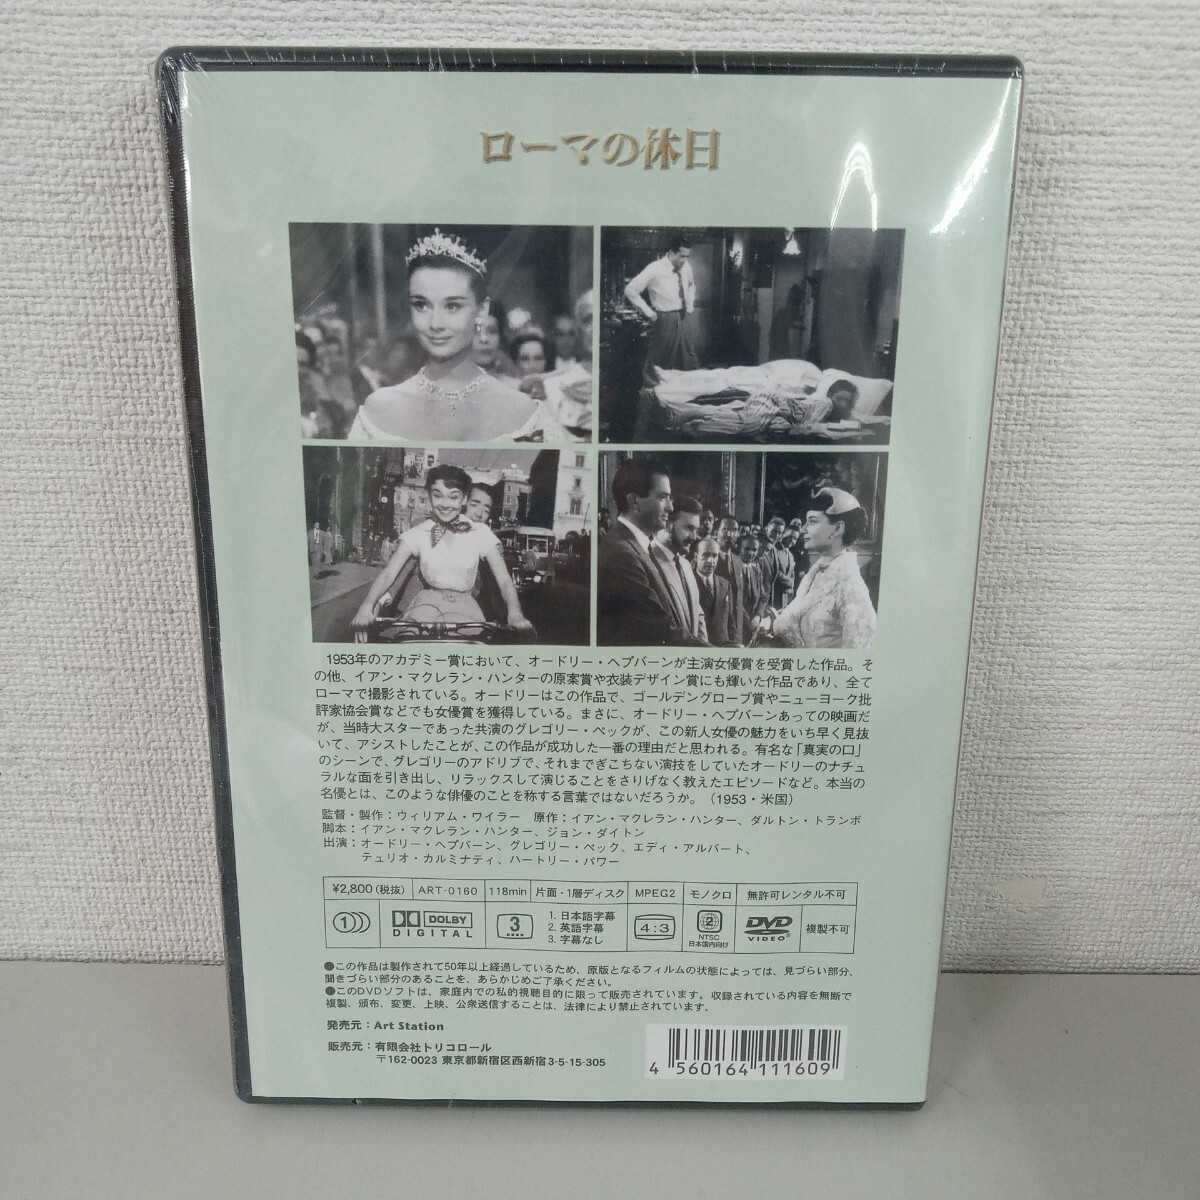 ローマの休日
1953年のアカデミー賞において、オードリー・ヘプバーンが主演女優賞を受賞した作品。そ
の他、イアン・マクレラン・ハンターの原案賞や衣装デザイン賞にも輝いた作品であり、全て
ローマで撮影されている。オードリーはこの作品で、ゴールデングローブ賞やニューヨーク批
評家協会賞などでも女優賞を獲得している。まさに、オードリー・ヘプバーンあっての映画だ
が、当時大スターであった共演のグレゴリー・ペックが、この新人女優の魅力をいち早く見抜
いて、アシストしたことが、この作品が成功した一番の理由だと思われる。有名な「真実の口」
のシーンで、グレゴリーのアドリブで、それまでぎこちない演技をしていたオードリーのナチュ
ラルな面を引き出し、リラックスして演じることをさりげなく教えたエピソードなど。本当の
名優とは、このような俳優のことを称する言葉ではないだろうか。（1953・米国）
監督・製作：ウィリアム・ワイラー　原作：イアン・マクレラン・ハンター、ダルトン・トランボ
脚本：イアン・マクレラン・ハンター、ジョン・ダイトン
出演：オードリー・ヘプバーン、グレゴリー・ペック、エディ・アルバート、
テュリオ・カルミナティ、ハートリー・パワー
¥2,800(税抜) ART-0160 118min 片面・1層ディスク MPEG2 モノクロ 無許可レンタル不可
1 DOLBY DIGITAL 3 1. 日本語字幕
2. 英語字幕
3. 字幕なし
4:3 2 NTSC 日本国内向け DVD VIDEO 複製不可
●この作品は製作されて50年以上経過しているため、原版となるフィルムの状態によっては、見づらい部分、
聞きづらい部分のあることを、あらかじめご了承ください。
●このDVDソフトは、家庭内での私的視聴目的に限って販売されています。収録されている内容を無断で
複製、頒布、変更、上映、公衆送信することは、法律により禁止されています。
発売元：Art Station
販売元：有限会社トリコロール
〒162-0023 東京都新宿区西新宿3-5-15-305
4 560164 111609